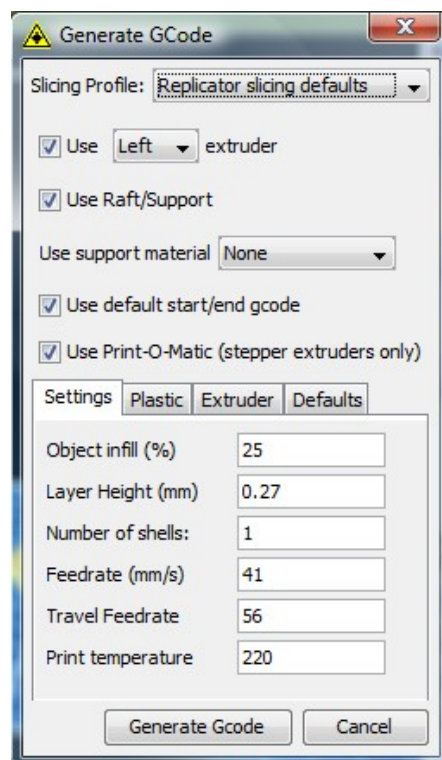 Generate GCode
Slicing Profile: Replicator slicing defaults
Use Left extruder
Use Raft/Support
Use support material None
Use default start/end gcode
Use Print-O-Matic (stepper extruders only)
Settings Plastic Extruder Defaults
Object infill (%) 25
Layer Height (mm) 0.27
Number of shells: 1
Feedrate (mm/s) 41
Travel Feedrate 56
Print temperature 220
Generate Gcode Cancel